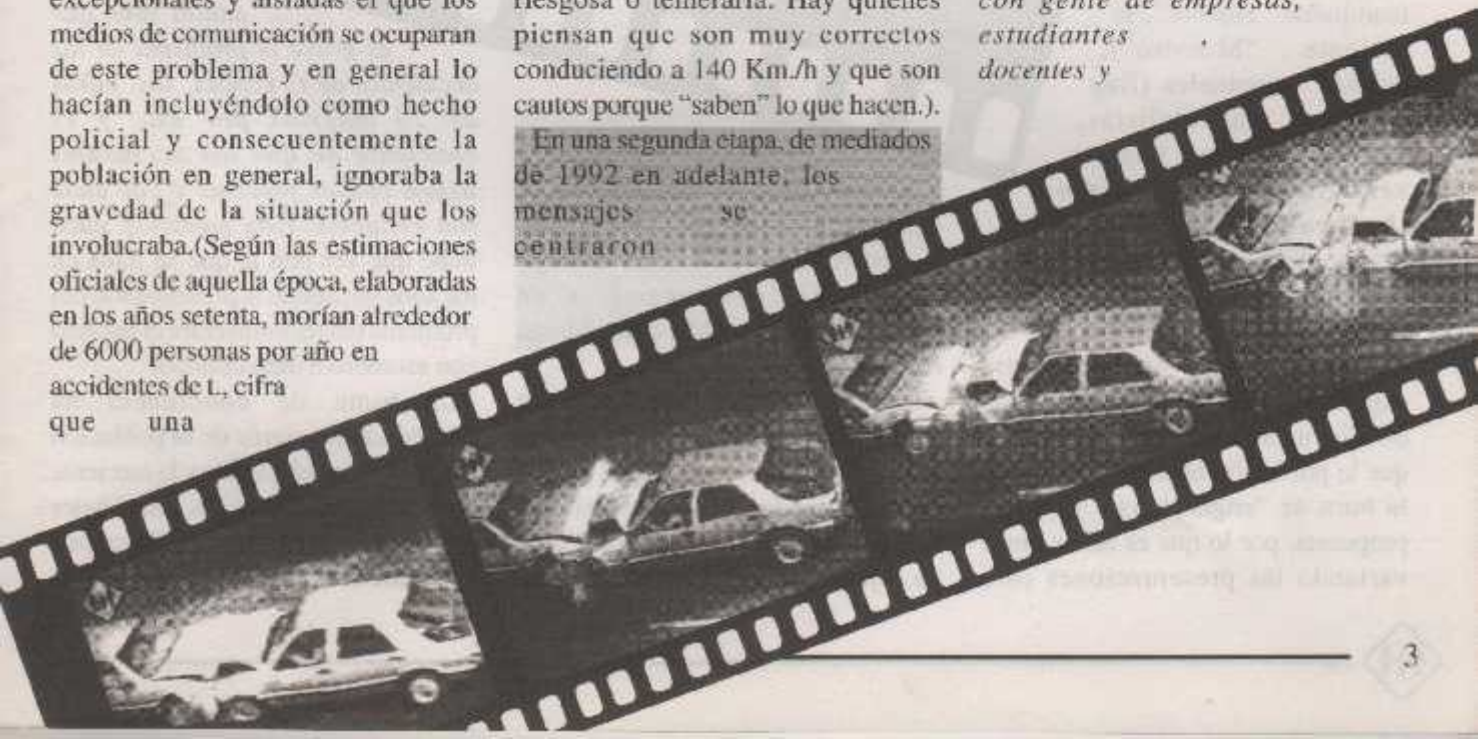 excepcionales y aisladas el que los
medios de comunicación se ocuparan
de este problema y en general lo
hacían incluyéndolo como hecho
policial y consecuentemente la
población en general, ignoraba la
gravedad de la situación que los
involucraba.(Según las estimaciones
oficiales de aquella época, elaboradas
en los años setenta, morían alrededor
de 6000 personas por año en
accidentes de t., cifra
que una
riesgosa o temeraria. Hay quienes
piensan que son muy correctos
conduciendo a 140 Km./h y que son
cautos porque "saben" lo que hacen.).
En una segunda etapa, de mediados
de 1992 en adelante, los
mensajes se
centraron
con gente de empresas,
estudiantes ,
docentes y
3